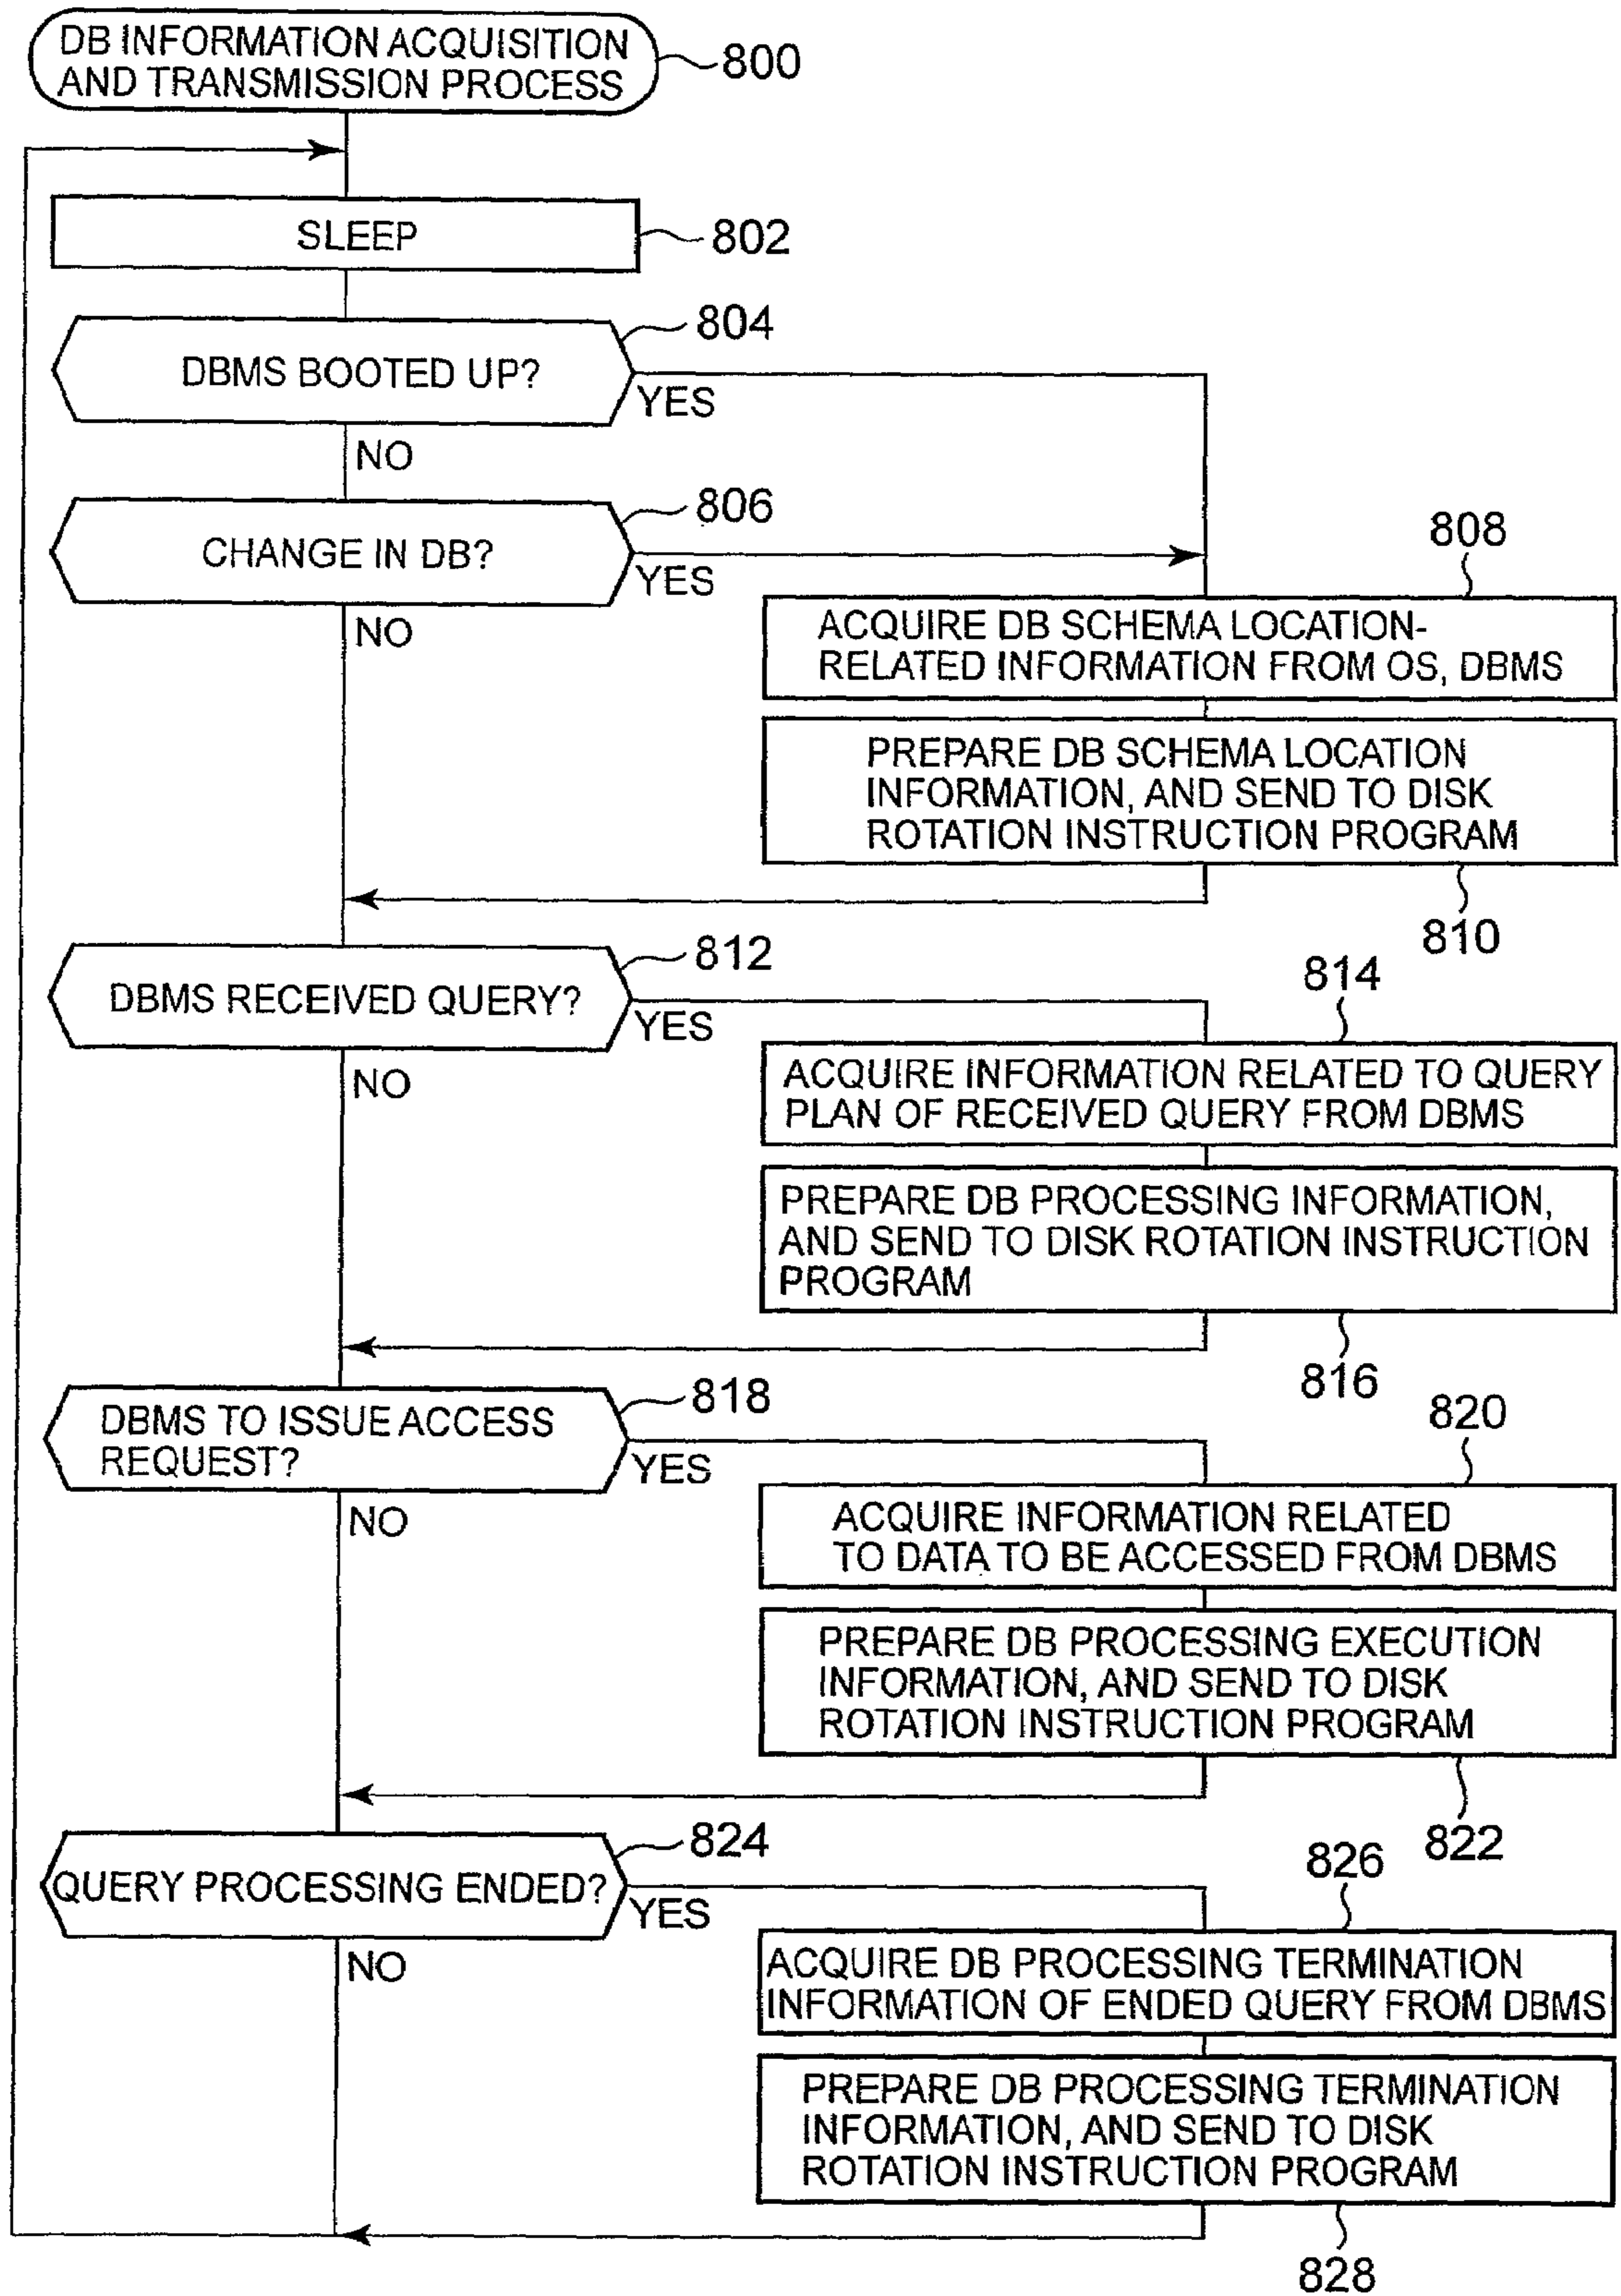 DB INFORMATION ACQUISITION
AND TRANSMISSION PROCESS
800
SLEEP
802
804
DBMS BOOTED UP?
YES
NO
806
CHANGE IN DB?
YES
NO
808
ACQUIRE DB SCHEMA LOCATION-
RELATED INFORMATION FROM OS, DBMS
PREPARE DB SCHEMA LOCATION
INFORMATION, AND SEND TO DISK
ROTATION INSTRUCTION PROGRAM
810
812
DBMS RECEIVED QUERY?
YES
NO
814
ACQUIRE INFORMATION RELATED TO QUERY
PLAN OF RECEIVED QUERY FROM DBMS
PREPARE DB PROCESSING INFORMATION,
AND SEND TO DISK ROTATION INSTRUCTION
PROGRAM
816
818
DBMS TO ISSUE ACCESS
REQUEST?
YES
NO
820
ACQUIRE INFORMATION RELATED
TO DATA TO BE ACCESSED FROM DBMS
PREPARE DB PROCESSING EXECUTION
INFORMATION, AND SEND TO DISK
ROTATION INSTRUCTION PROGRAM
822
824
QUERY PROCESSING ENDED?
YES
NO
826
ACQUIRE DB PROCESSING TERMINATION
INFORMATION OF ENDED QUERY FROM DBMS
PREPARE DB PROCESSING TERMINATION
INFORMATION, AND SEND TO DISK
ROTATION INSTRUCTION PROGRAM
828